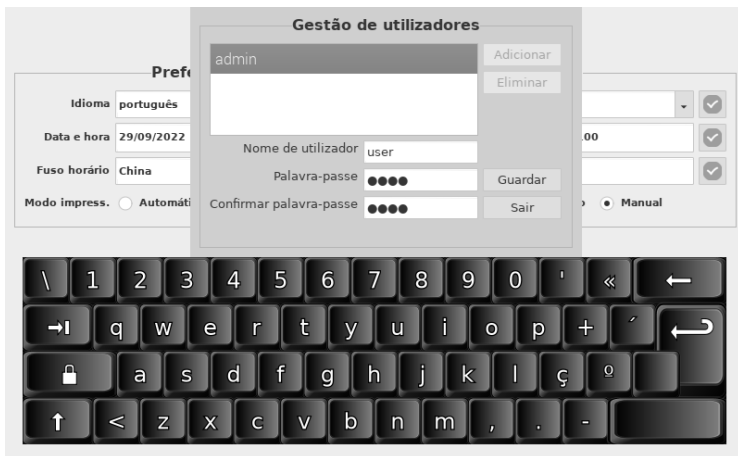 Gestão de utilizadores
admin
Adicionar
Eliminar
Prefe
Idioma português
Data e hora 29/09/2022
.00
Nome de utilizador user
Fuso horário China
Palavra-passe ●●●● Guardar
Modo impress. Automáti
Confirmar palavra-passe ●●●● Sair
Manual
\ 1 2 3 4 5 6 7 8 9 0 ' «
q w e r t y u i o p + ´
a s d f g h j k l ç º
< z x c v b n m , . -